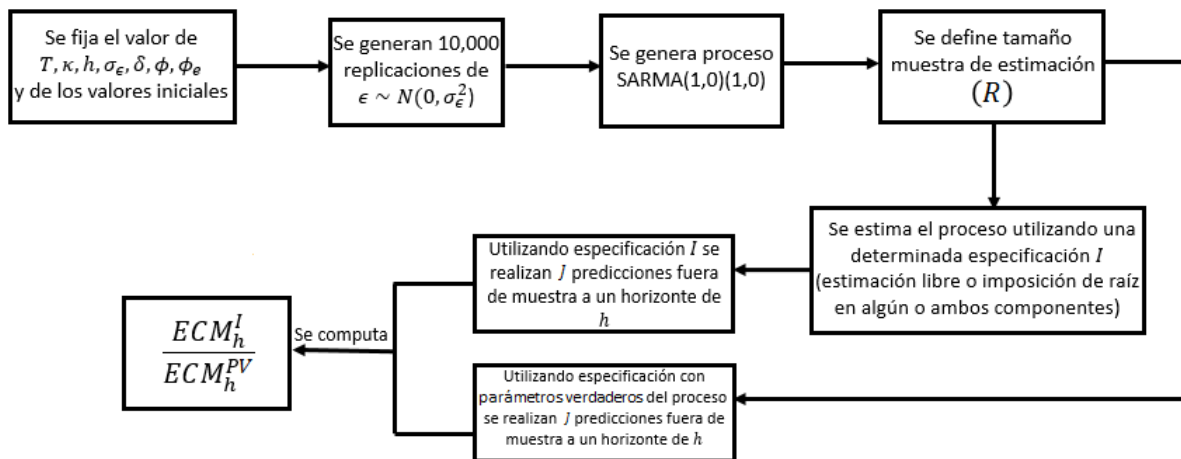 Se fija el valor de
T, κ, h, σ_ϵ, δ, ϕ, ϕ_e
y de los valores iniciales
Se generan 10,000
replicaciones de
ϵ ~ N(0, σ_ϵ^2)
Se genera proceso
SARMA(1,0)(1,0)
Se define tamaño
muestra de estimación
(R)
Se estima el proceso utilizando una
determinada especificación I
(estimación libre o imposición de raíz
en algún o ambos componentes)
Utilizando especificación I se
realizan J predicciones fuera
de muestra a un horizonte de
h
Utilizando especificación con
parámetros verdaderos del proceso
se realizan J predicciones fuera de
muestra a un horizonte de h
Se computa
ECM_h^I
ECM_h^PV